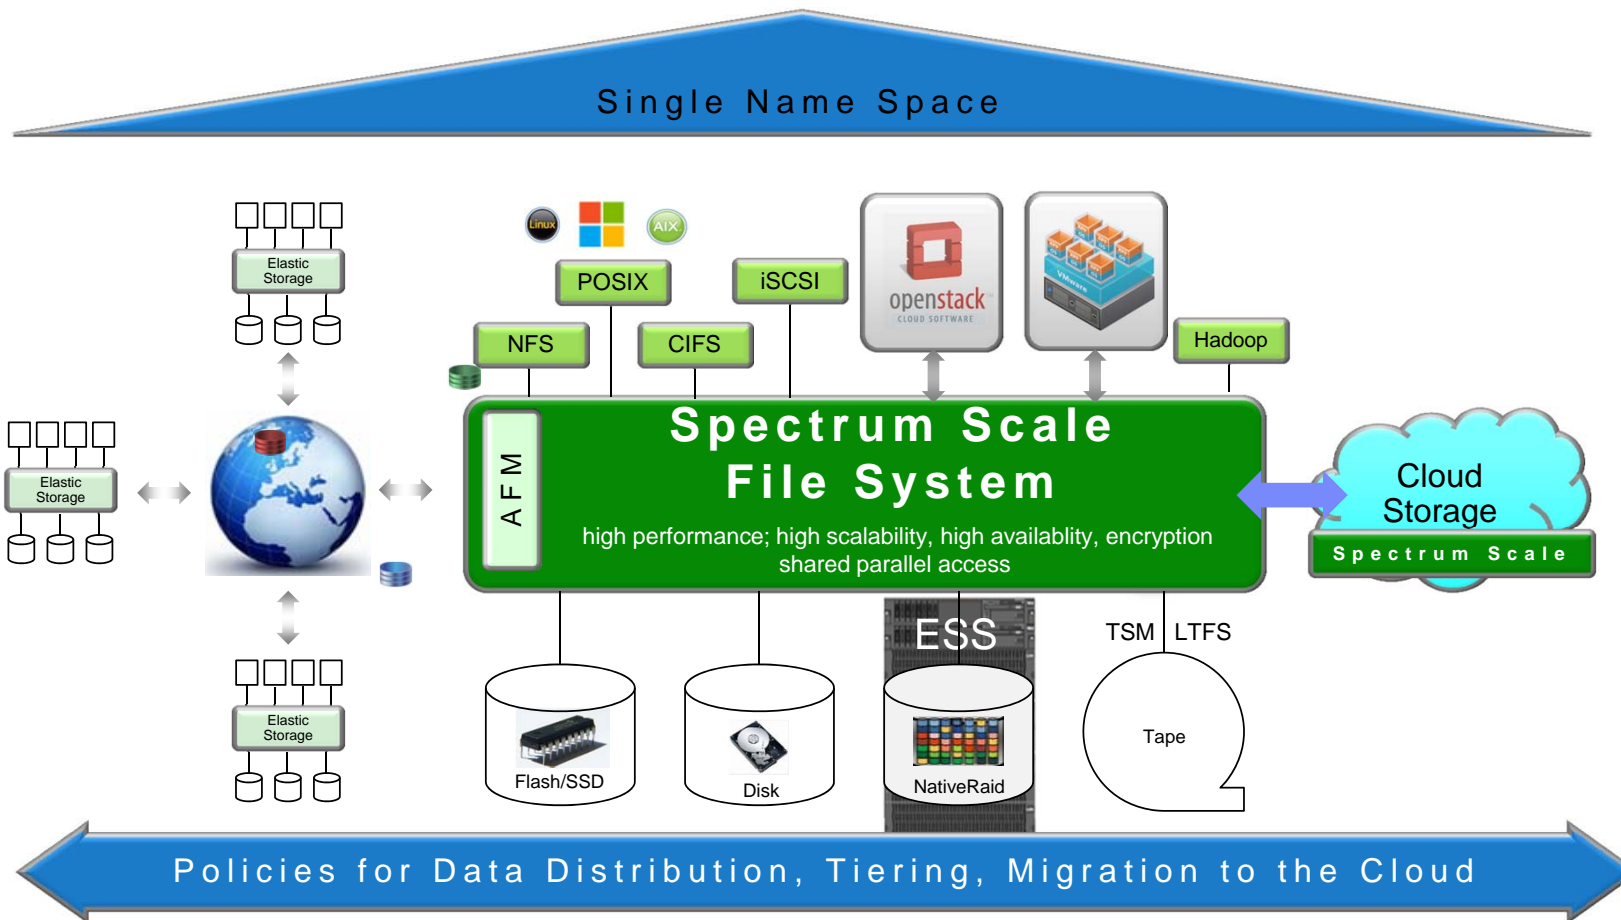 Single Name Space
Linux
AIX
Elastic
Storage
POSIX
iSCSI
openstack
CLOUD SOFTWARE
VMware
NFS
CIFS
Hadoop
Elastic
Storage
AFM
Spectrum Scale
File System
high performance; high scalability, high availablity, encryption
shared parallel access
Cloud
Storage
Spectrum Scale
ESS
TSM
LTFS
Elastic
Storage
Flash/SSD
Disk
NativeRaid
Tape
Policies for Data Distribution, Tiering, Migration to the Cloud